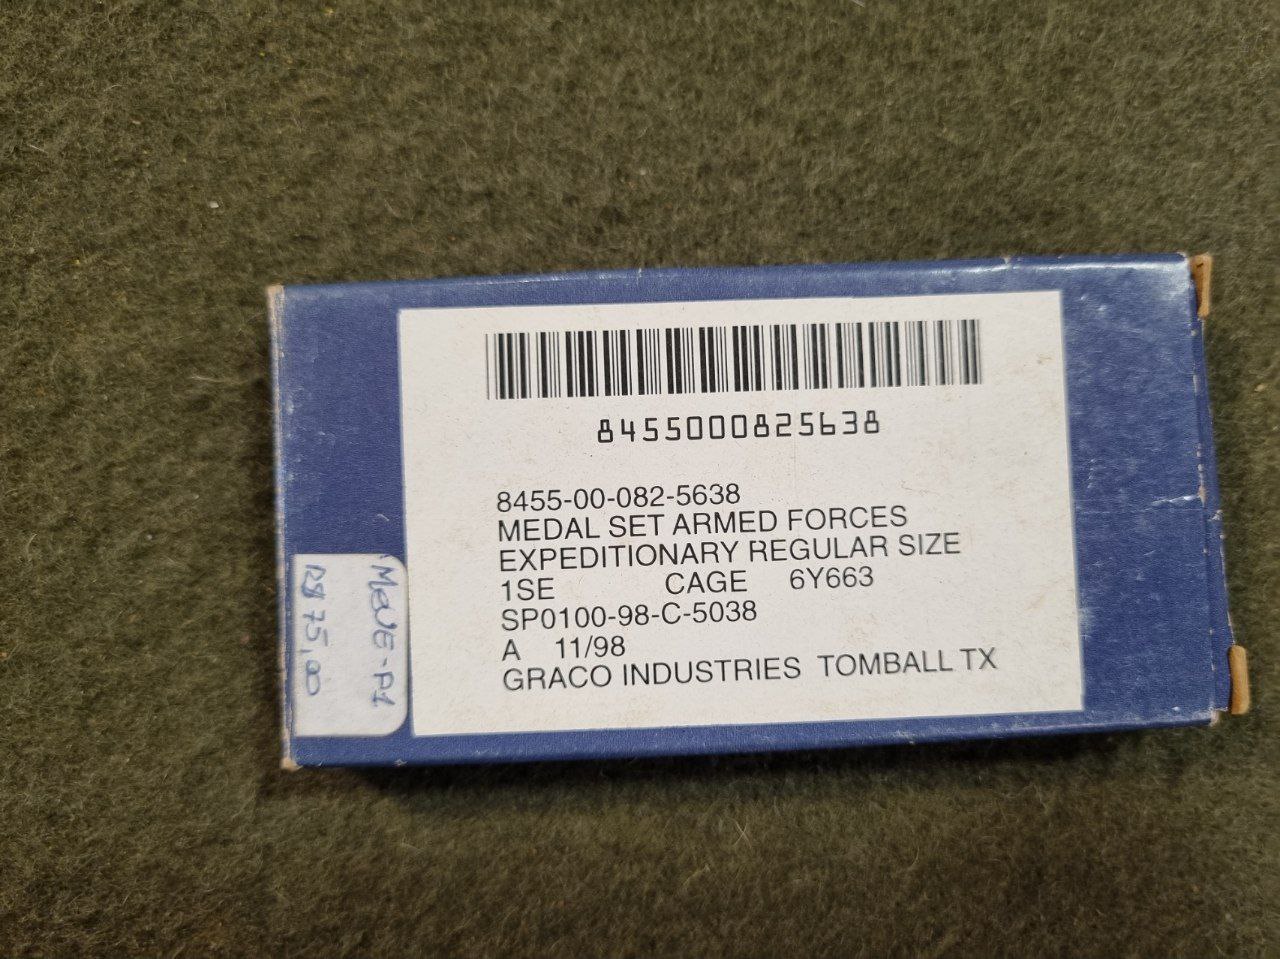 8455000825638
8455-00-082-5638
MEDAL SET ARMED FORCES
EXPEDITIONARY REGULAR SIZE
1SE CAGE 6Y663
SP0100-98-C-5038
A 11/98
GRACO INDUSTRIES TOMBALL TX
R$ 75,00